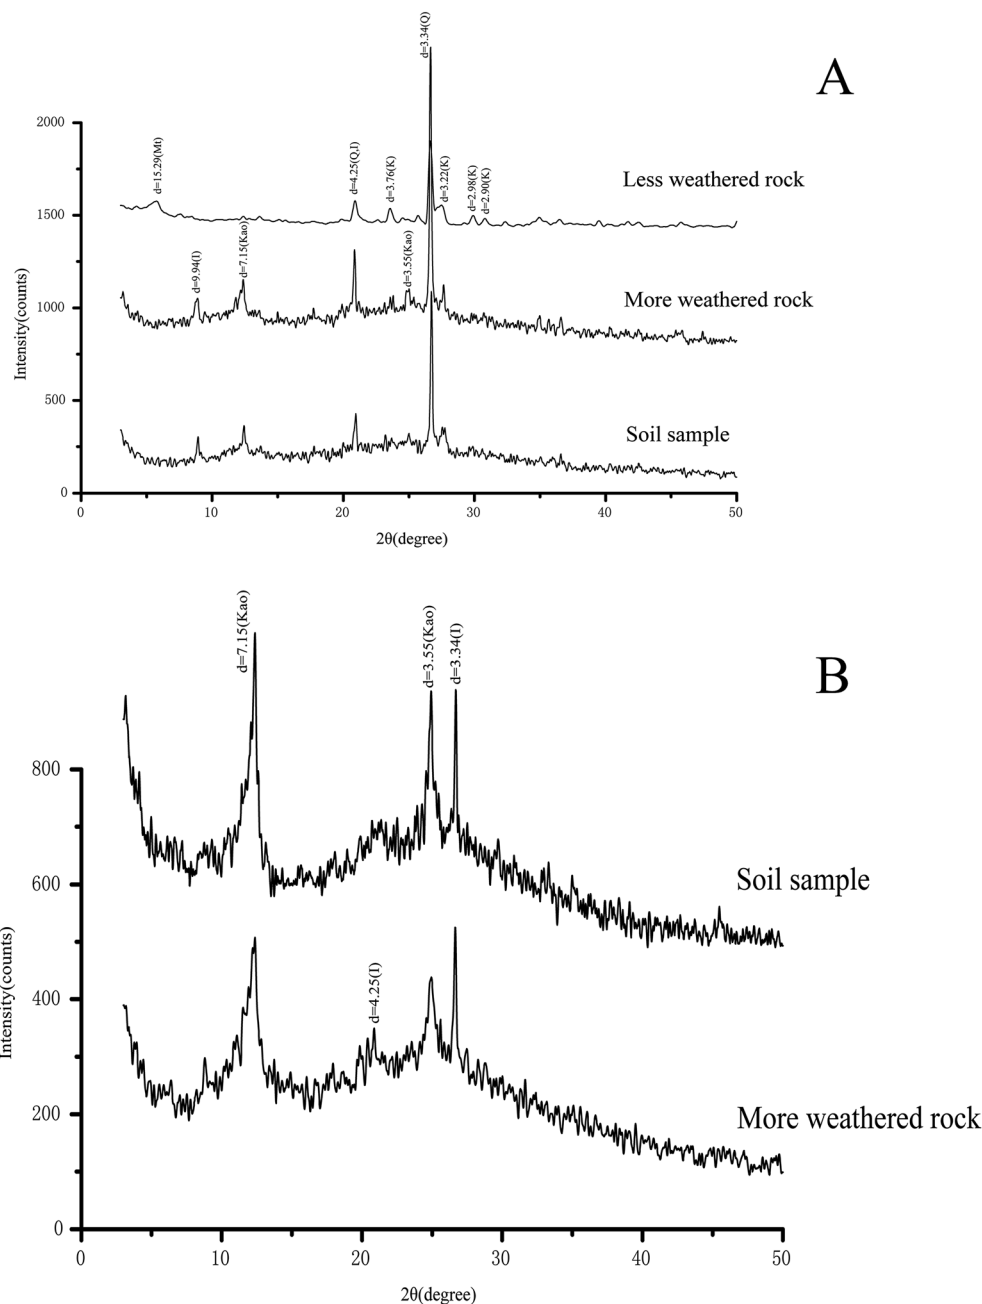 d=3.34(Q)
A
2000
d=15.29(Mt)
d=4.25(Q,I)
d=3.76(K)
d=3.22(K)
d=2.98(K)
d=2.90(K)
Less weathered rock
1500
d=9.94(I)
d=7.15(Kao)
d=3.55(Kao)
More weathered rock
1000
Intensity(counts)
500
Soil sample
0
0 10 20 30 40 50
2θ(degree)
d=7.15(Kao)
d=3.55(Kao)
d=3.34(I)
B
800
Soil sample
600
Intensity(counts)
400
d=4.25(I)
200
More weathered rock
0
0 10 20 30 40 50
2θ(degree)